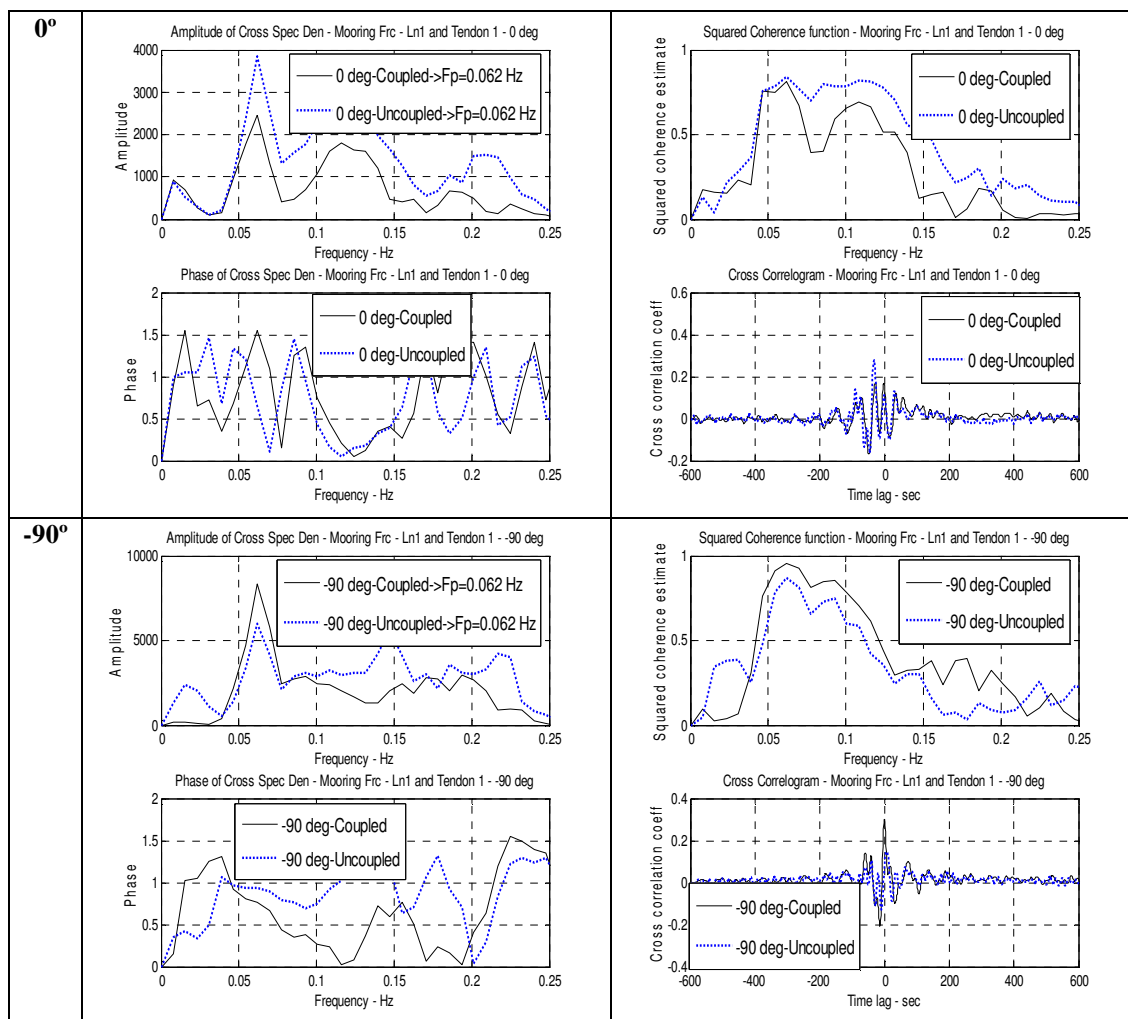 0º
Amplitude of Cross Spec Den - Mooring Frc - Ln1 and Tendon 1 - 0 deg
4000
3000
2000
1000
0
Amplitude
0 deg-Coupled->Fp=0.062 Hz
0 deg-Uncoupled->Fp=0.062 Hz
0 0.05 0.1 0.15 0.2 0.25
Frequency - Hz
Phase of Cross Spec Den - Mooring Frc - Ln1 and Tendon 1 - 0 deg
2
1.5
1
0.5
0
Phase
0 deg-Coupled
0 deg-Uncoupled
0 0.05 0.1 0.15 0.2 0.25
Frequency - Hz
Squared Coherence function - Mooring Frc - Ln1 and Tendon 1 - 0 deg
1
0.5
0
Squared coherence estimate
0 deg-Coupled
0 deg-Uncoupled
0 0.05 0.1 0.15 0.2 0.25
Frequency - Hz
Cross Correlogram - Mooring Frc - Ln1 and Tendon 1 - 0 deg
0.6
0.4
0.2
0
-0.2
Cross correlation coeff
0 deg-Coupled
0 deg-Uncoupled
-600 -400 -200 0 200 400 600
Time lag - sec
-90º
Amplitude of Cross Spec Den - Mooring Frc - Ln1 and Tendon 1 - -90 deg
10000
5000
0
Amplitude
-90 deg-Coupled->Fp=0.062 Hz
-90 deg-Uncoupled->Fp=0.062 Hz
0 0.05 0.1 0.15 0.2 0.25
Frequency - Hz
Phase of Cross Spec Den - Mooring Frc - Ln1 and Tendon 1 - -90 deg
2
1.5
1
0.5
0
Phase
-90 deg-Coupled
-90 deg-Uncoupled
0 0.05 0.1 0.15 0.2 0.25
Frequency - Hz
Squared Coherence function - Mooring Frc - Ln1 and Tendon 1 - -90 deg
1
0.5
0
Squared coherence estimate
-90 deg-Coupled
-90 deg-Uncoupled
0 0.05 0.1 0.15 0.2 0.25
Frequency - Hz
Cross Correlogram - Mooring Frc - Ln1 and Tendon 1 - -90 deg
0.4
0.2
0
-0.2
-0.4
Cross correlation coeff
-90 deg-Coupled
-90 deg-Uncoupled
-600 -400 -200 0 200 400 600
Time lag - sec